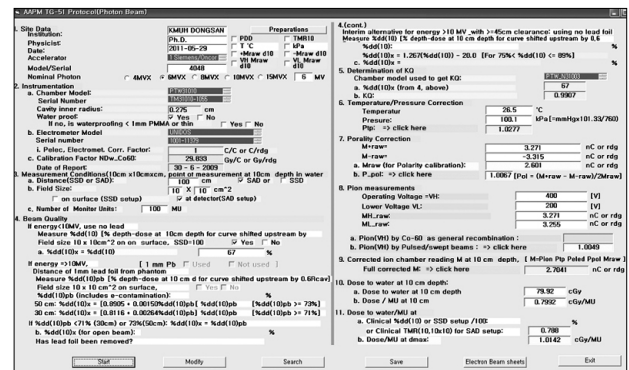 AAPM TG-51 Protocol(Photon Beam)
1. Site Data
Institution: KMUH DONGSAN
Physicist: Ph.D.
Date: 2011-05-29
Accelerator 1 Siemens/Oncor
Model/Serial 4048
Nominal Photon 4MVX 6MVX 8MVX 10MVX 15MVX 6 MV
Preparations
PDD TMR10
T 'C kPa
+Mraw d10 -Mraw d10
VH Mraw d10 VL Mraw d10
2. Instrumentation
a. Chamber Model: PTW31010
Serial Number TM31010-1055
Cavity inner radius: 0.275 cm
Water proof: Yes No
If no, is waterproofing < 1mm PMMA or thin Yes No
b. Electrometer Model UNIDOS
Serial number
i. Pelec, Electromet. Corr. Factor: 1 C/C or C/rdg
c. Calibration Factor NDw_Co60: 29.833 Gy/C or Gy/rdg
Date of Report: 30 - 6 - 2009
3. Measurement Conditions(10cm x10cmxcm, point of measurement at 10cm depth in water
a. Distance(SSD or SAD): 100 cm SAD or SSD
b. Field Size: 10 X 10 cm^2
on surface (SSD setup) at detector(SAD setup)
c. Number of Moniter Units: 100 MU
4. Beam Quality
If energy<10MV, use no lead
Measure %dd(10) [% depth-dose at 10cm depth for curve shifted upstream by
Field size 10 x 10cm^2 on on surface, SSD=100 Yes No
a. %dd(10)x = %dd(10) 67 %
If energy =>10MV, [ 1 mm Pb Used Not used ]
Distance of 1mm lead foil from phantom
Measure %dd(10)pb [% depth-dose at 10 cm d for curve shifted upstream by 0.6Rcav]
Field size 10 x 10 cm^2 on surface,
%dd(10)pb (includes e-contamination): %
50 cm: %dd(10)x = [0.8905 + 0.00150%dd(10)pb] %dd(10)pb [%dd(10)pb >= 73%]
30 cm: %dd(10)x = [0.8116 + 0.00264%dd(10)pb] %dd(10)pb [%dd(10)pb >= 71%]
If %dd(10)pb <71% (30cm) or 73%(50cm): %dd(10)x = %dd(10)pb
b. %dd(10)x (for open beam): %
Has lead foil been removed?
4.(cont.)
Interim alternative for energy >10 MV ,with >=45cm clearance: using no lead foil
Measure %dd(10) [% depth-dose at 10cm depth for curve shifted upstream by 0.6
%dd(10): %
%dd(10)x = 1.267(%dd(10)) - 20.0 [For 75%< %dd(10) <= 89%]
c. %dd(10)x = %
5. Determination of KQ
Chamber model used to get KQ:
a. %dd(10)x (from 4, above) 67
b. KQ: 0.9907
6. Temperature/Pressure Correction
Temperatur 26.5 'C
Presure: 100.1 kPa[=mmHgx101.33/760)
Ptp: => click here 1.0277
7. Porality Correction
M+raw= 3.271 nC or rdg
M-raw= -3.315 nC or rdg
a. Mraw (for Polarity calibration): 2.601 nC or rdg
b. P_pol: => click here 1.0067 [Pol = (M+raw - M-raw)/2Mraw]
8. Pion measurements
Operating Voltage =VH: 400 [V]
Lower Voltage VL: 200 [V]
MH_raw: 3.271 nC or rdg
ML_raw: 3.255 nC or rdg
a. Pion(VH) by Co-60 as general recombination :
b. Pion(VH) by Pulsed/swept beams : => click here 1.0049
9. Corrected ion chamber reading M at 10 cm depth, [ M=Pion Ptp Pelec Ppol Mraw ]
Full corrected M: => click here 2.7041 nC or rdg
10. Dose to water at 10 cm depth:
a. Dose to water at 10 cm depth 79.92 cGy
b. Dose / MU at 10 cm depth 0.7992 cGy/MU
11. Dose to water/MU at
a. Clinical %dd(10) or SSD setup /100: %
or Clinical TMR(10,10x10) for SAD setup: 0.788
b. Dose/MU at dmax: 1.0142 cGy/MU
Start Modify Search Save Electron Beam sheets Exit